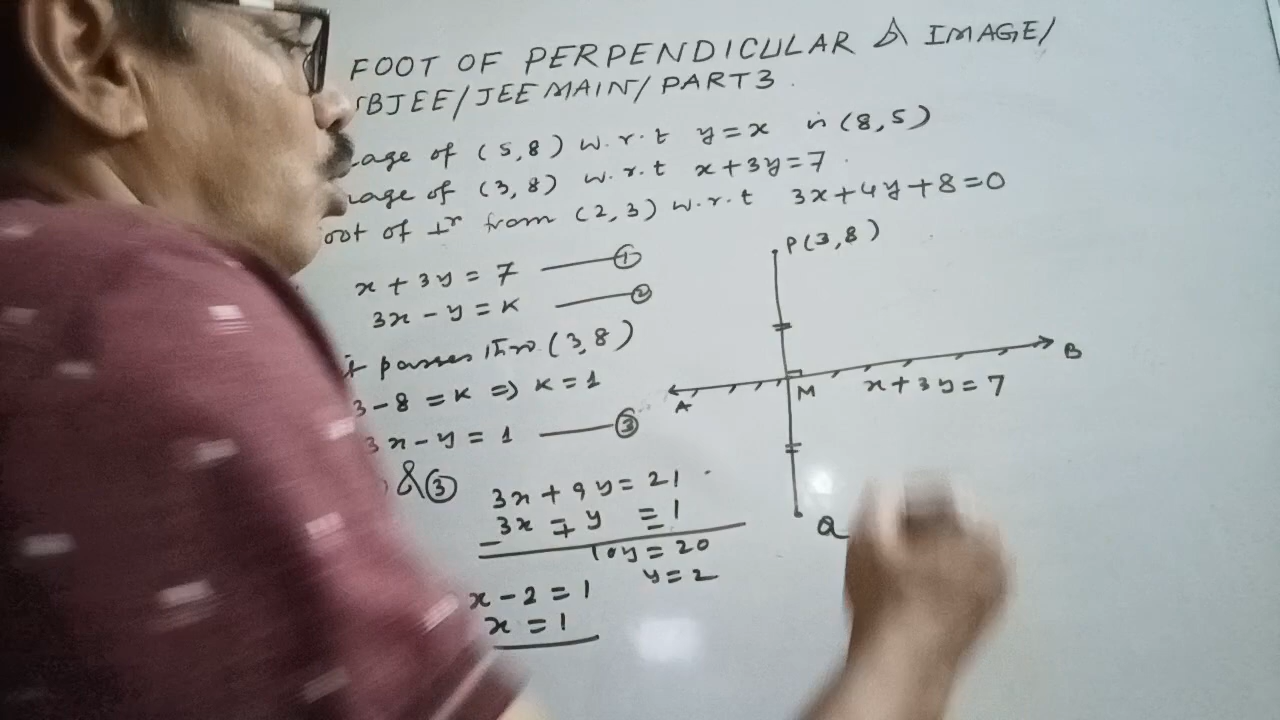 FOOT OF PERPENDICULAR & IMAGE/
BJEE/JEE MAIN/PART 3
age of (5,8) w.r.t y=x is (8,5)
age of (3,8) w.r.t x+3y=7
oot of ⊥r from (2,3) w.r.t 3x+4y+8=0
x+3y=7 — ①
3x-y=K — ②
it passes thro (3,8)
3-8=K => K=1
3x-y=1 — ③
& ③
3x+9y=21
3x-y=1
10y=20
y=2
x-2=1
x=1
P(3,8)
A
M
B
x+3y=7
Q